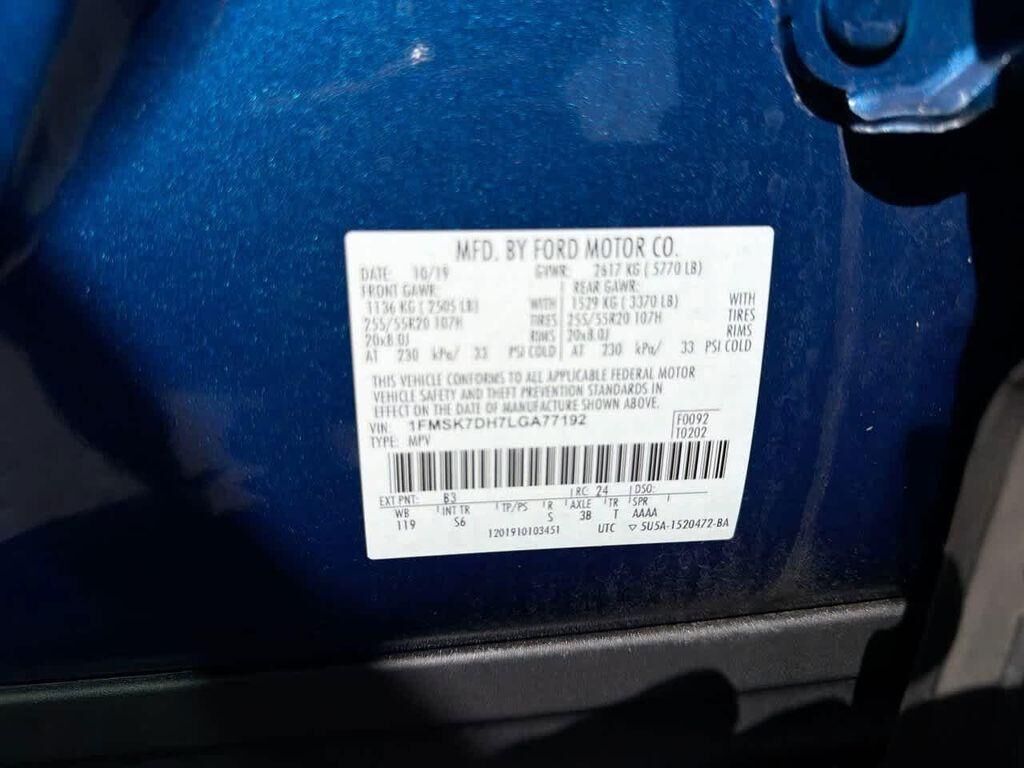 MFD. BY FORD MOTOR CO.
DATE: 10/19 GVWR: 2617 KG ( 5770 LB)
FRONT GAWR: REAR GAWR:
1136 KG ( 2505 LB) WITH 1529 KG ( 3370 LB) WITH
255/55R20 107H TIRES 255/55R20 107H TIRES
20x8.0J RIMS 20x8.0J RIMS
AT 230 kPa/ 33 PSI COLD AT 230 kPa/ 33 PSI COLD
THIS VEHICLE CONFORMS TO ALL APPLICABLE FEDERAL MOTOR
VEHICLE SAFETY AND THEFT PREVENTION STANDARDS IN
EFFECT ON THE DATE OF MANUFACTURE SHOWN ABOVE.
VIN: 1FMSK7DH7LGA77192 F0092
TYPE: MPV T0202
EXT PNT: B3 RC: 24 DSO:
WB INT TR TP/PS R AXLE TR SPR
119 S6 S 3B T AAAA
1201910103451 UTC ▽ 5U5A-1520472-BA